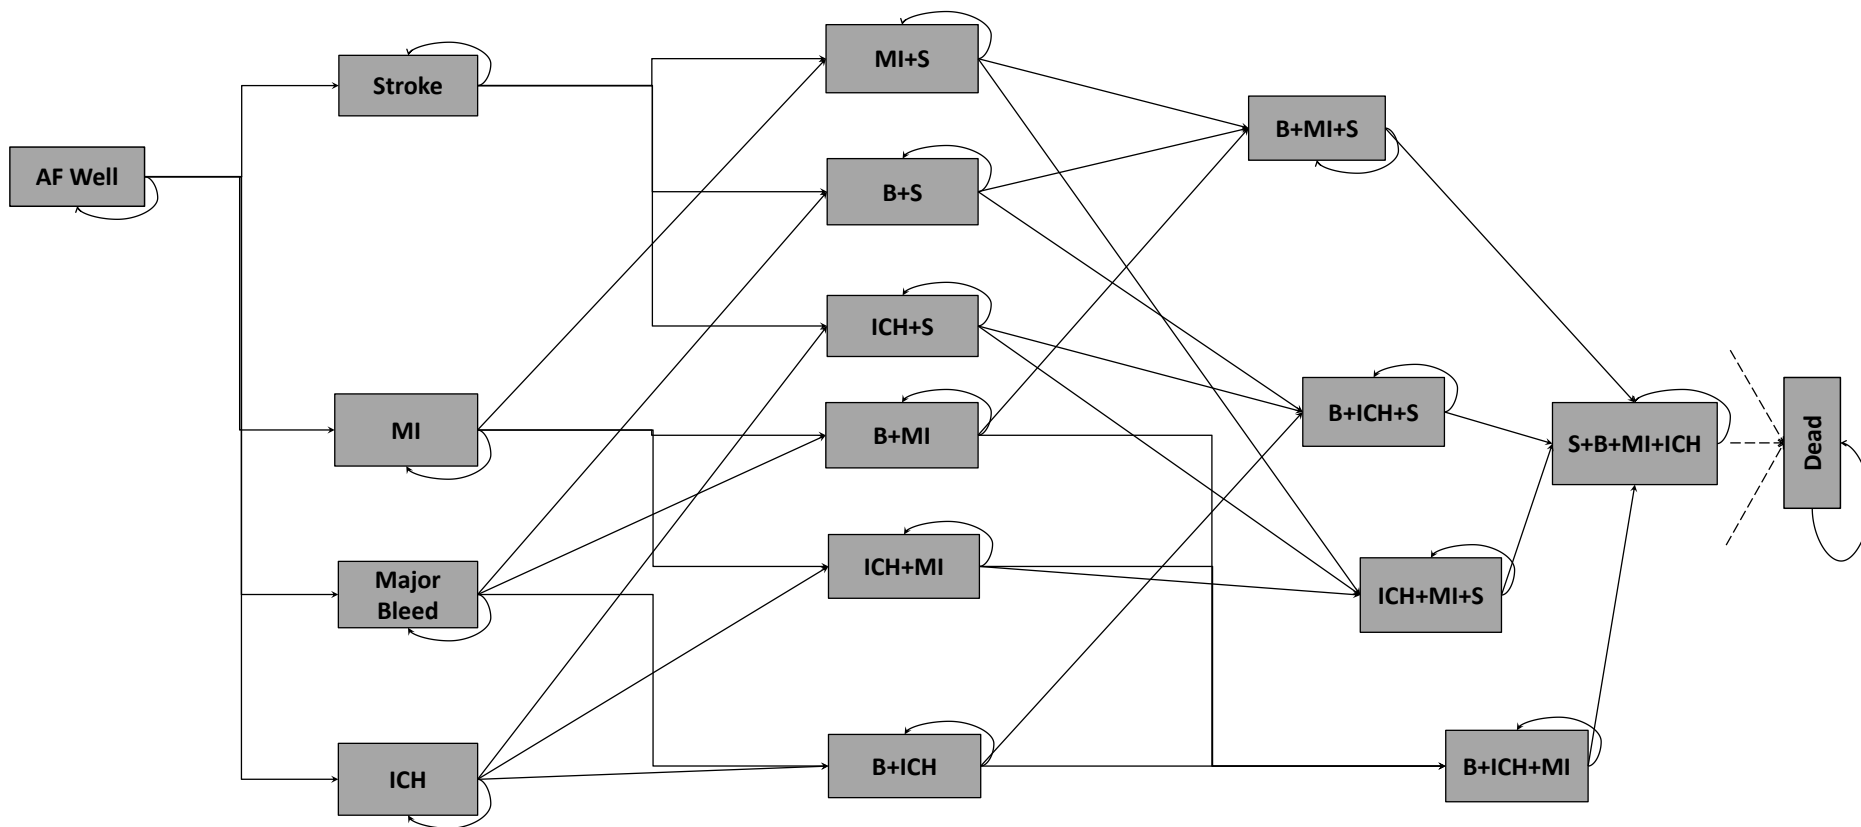 AF Well
Stroke
MI
Major
Bleed
ICH
MI+S
B+S
ICH+S
B+MI
ICH+MI
B+ICH
B+MI+S
B+ICH+S
ICH+MI+S
B+ICH+MI
S+B+MI+ICH
Dead